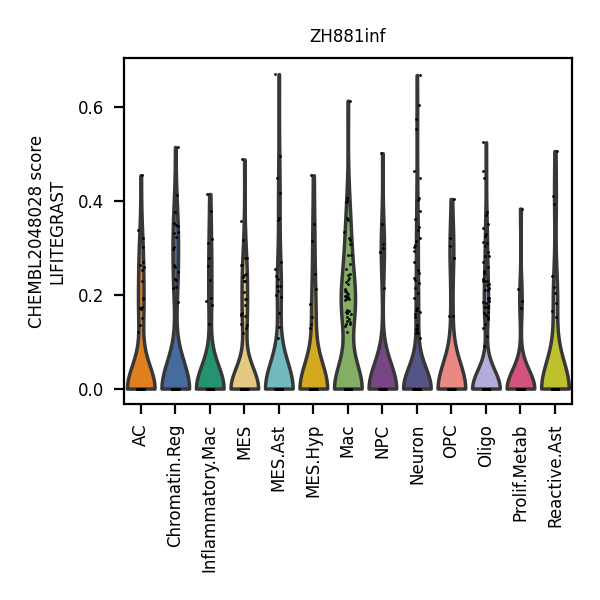 ZH881inf
CHEMBL2048028 score
LIFITEGRAST
0.6
0.4
0.2
0.0
AC
Chromatin.Reg
Inflammatory.Mac
MES
MES.Ast
MES.Hyp
Mac
NPC
Neuron
OPC
Oligo
Prolif.Metab
Reactive.Ast